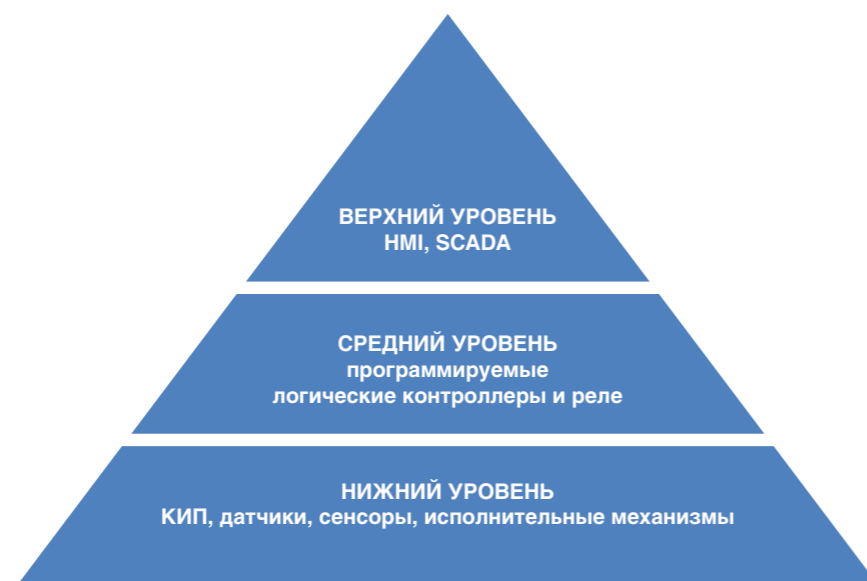 ВЕРХНИЙ УРОВЕНЬ
HMI, SCADA
СРЕДНИЙ УРОВЕНЬ
программируемые
логические контроллеры и реле
НИЖНИЙ УРОВЕНЬ
КИП, датчики, сенсоры, исполнительные механизмы